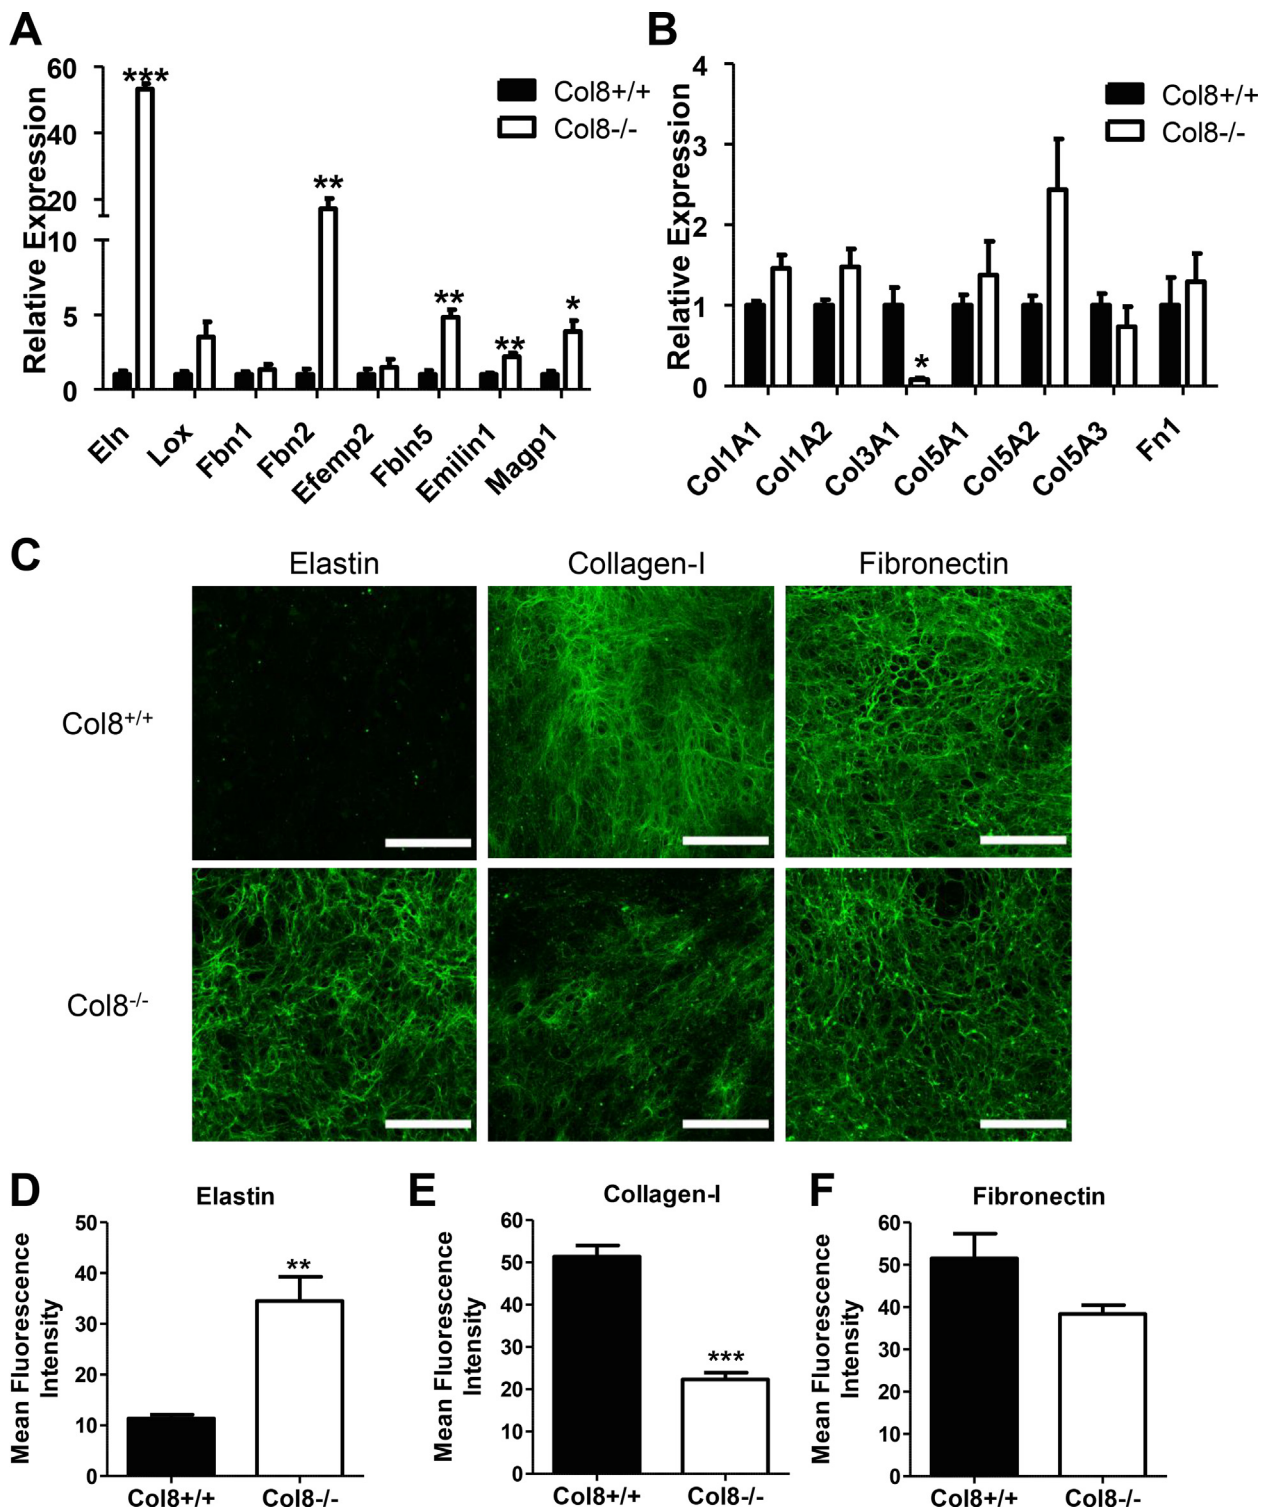 A
B
60
40
20
10
5
0
Relative Expression
***
**
**
**
*
Col8+/+
Col8-/-
Eln
Lox
Fbn1
Fbn2
Efemp2
Fbln5
Emilin1
Magp1
4
3
2
1
0
Relative Expression
*
Col8+/+
Col8-/-
Col1A1
Col1A2
Col3A1
Col5A1
Col5A2
Col5A3
Fn1
C
Elastin
Collagen-I
Fibronectin
Col8+/+
Col8-/-
D
Elastin
50
40
30
20
10
0
Mean Fluorescence
Intensity
**
Col8+/+
Col8-/-
E
Collagen-I
60
50
40
30
20
10
0
Mean Fluorescence
Intensity
***
Col8+/+
Col8-/-
F
Fibronectin
60
50
40
30
20
10
0
Mean Fluorescence
Intensity
Col8+/+
Col8-/-